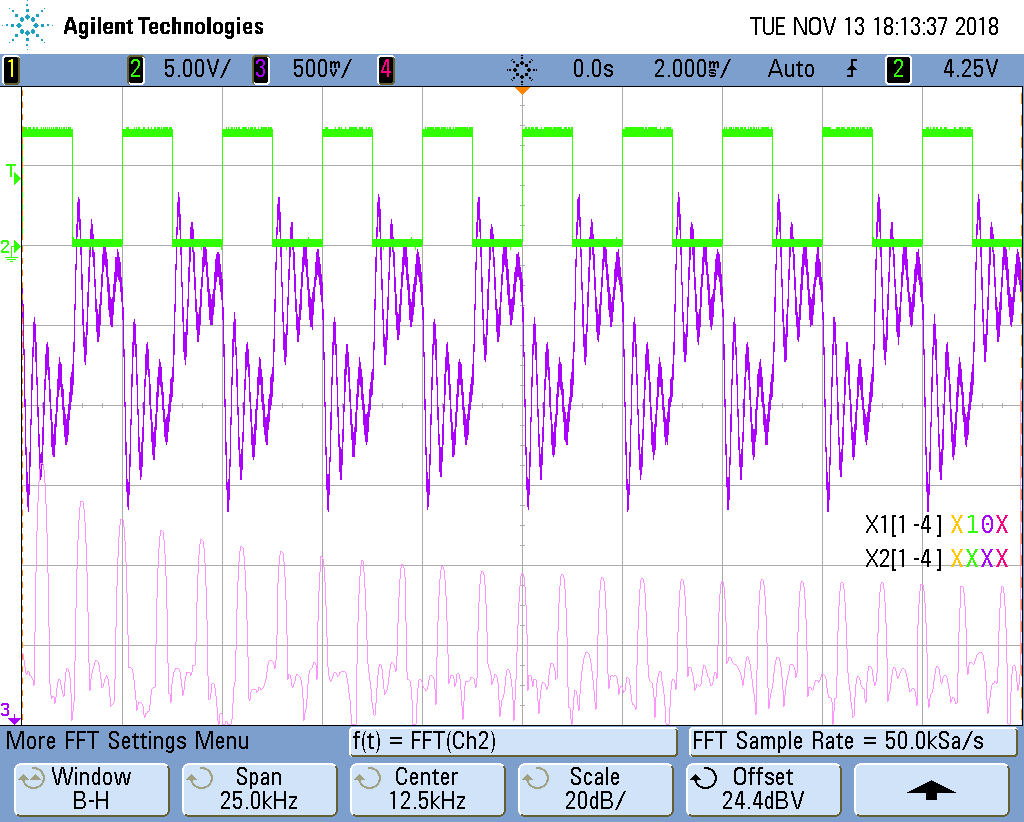 Agilent Technologies TUE NOV 13 18:13:37 2018
1 2 5.00V/ 3 500mV/ 4 0.0s 2.000ms/ Auto 2 4.25V
T
2
X1[1-4] X10X
X2[1-4] XXXX
3
More FFT Settings Menu f(t) = FFT(Ch2) FFT Sample Rate = 50.0kSa/s
Window Span Center Scale Offset
B-H 25.0kHz 12.5kHz 20dB/ 24.4dBV